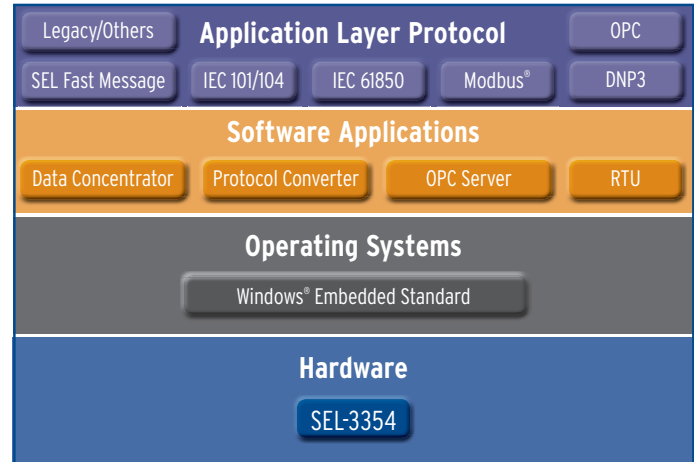 Legacy/Others
Application Layer Protocol
OPC
SEL Fast Message
IEC 101/104
IEC 61850
Modbus®
DNP3
Software Applications
Data Concentrator
Protocol Converter
OPC Server
RTU
Operating Systems
Windows® Embedded Standard
Hardware
SEL-3354